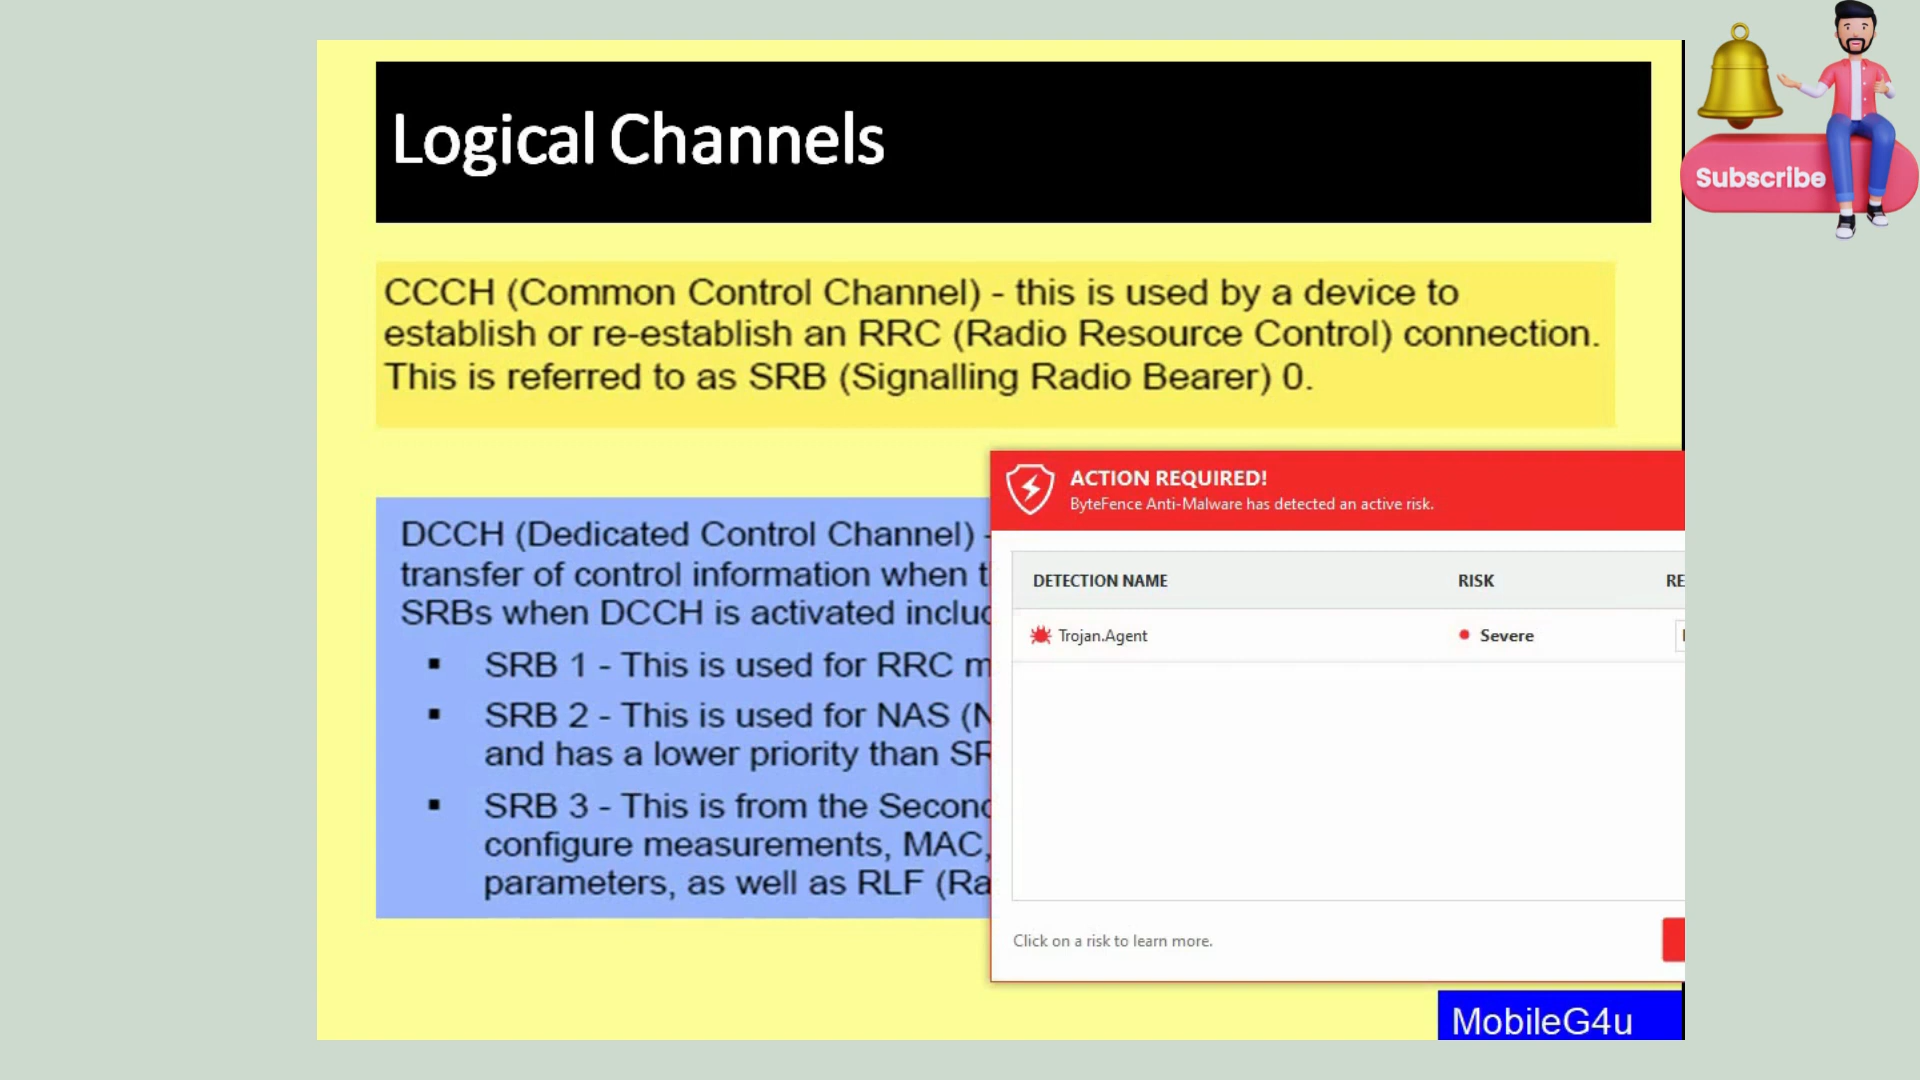 Logical Channels
Subscribe
CCCH (Common Control Channel) - this is used by a device to
establish or re-establish an RRC (Radio Resource Control) connection.
This is referred to as SRB (Signalling Radio Bearer) 0.
DCCH (Dedicated Control Channel) -
transfer of control information when
SRBs when DCCH is activated
SRB 1 - This is used for RRC
SRB 2 - This is used for NAS
and has a lower priority than
SRB 3 - This is from the
configure measurements, MAC,
parameters, as well as RLF
ACTION REQUIRED!
ByteFence Anti-Malware has detected an active risk.
DETECTION NAME RISK
Trojan.Agent Severe
Click on a risk to learn more.
MobileG4u